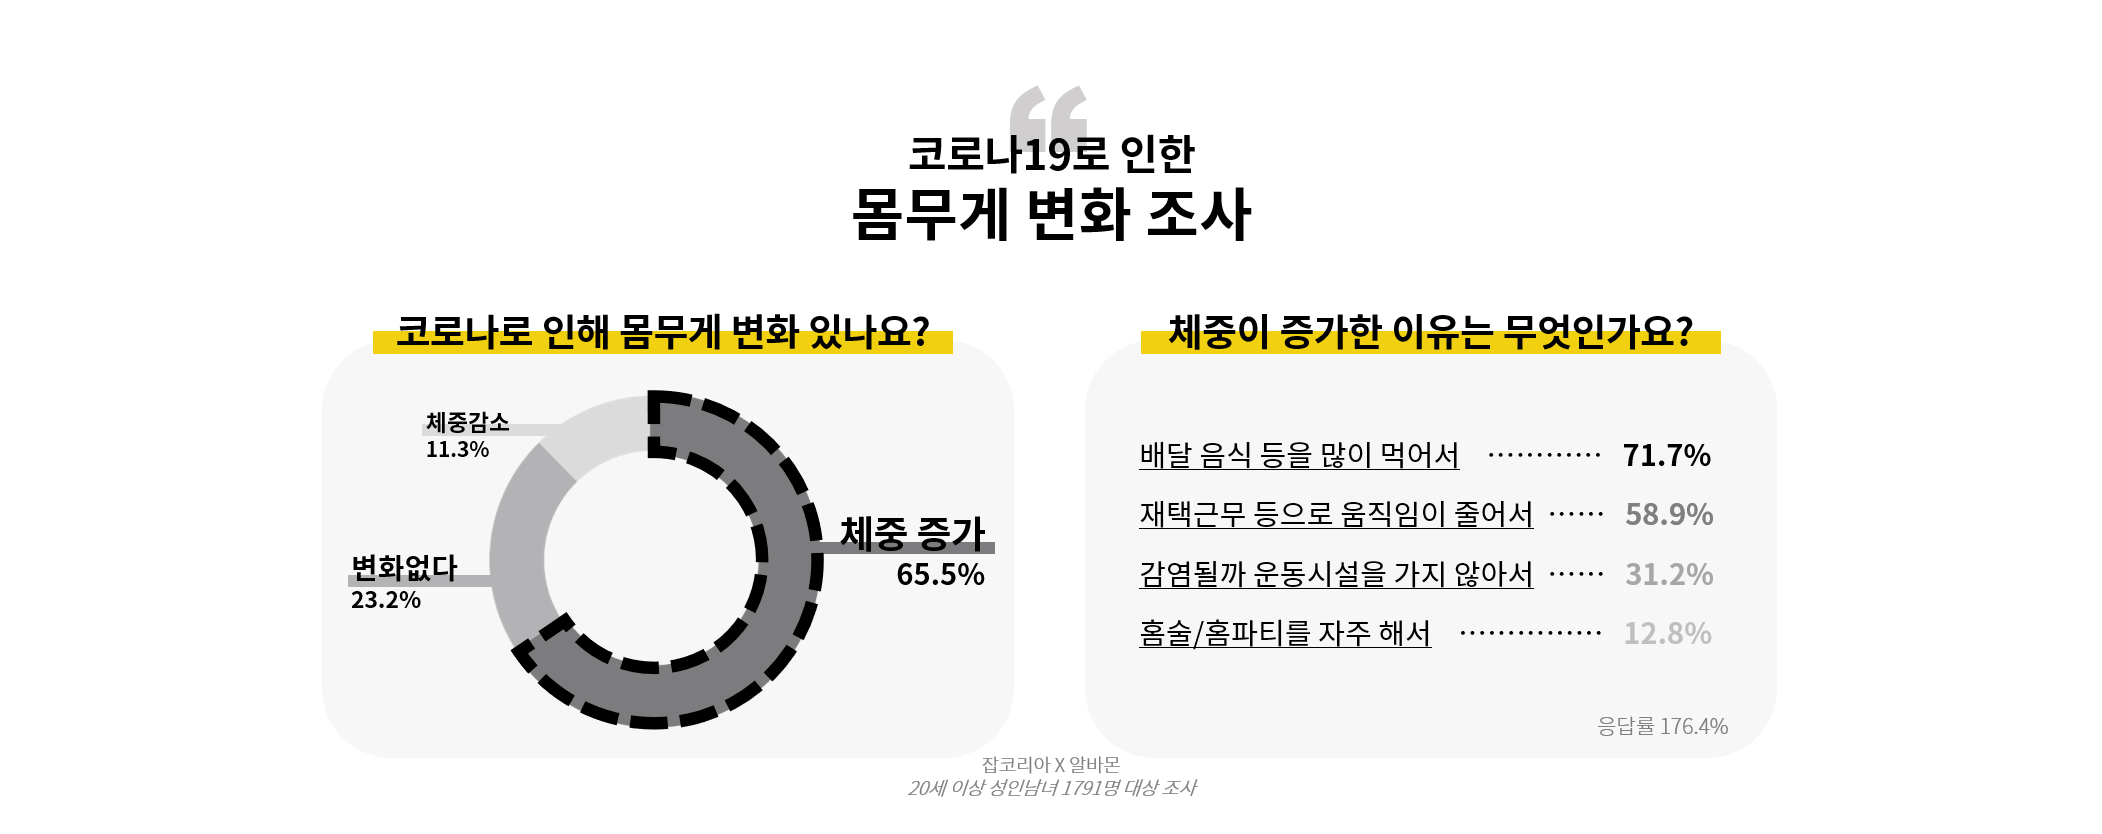 코로나19로 인한
몸무게 변화 조사
코로나로 인해 몸무게 변화 있나요?
체중감소
11.3%
변화없다
23.2%
체중 증가
65.5%
체중이 증가한 이유는 무엇인가요?
배달 음식 등을 많이 먹어서 ············ 71.7%
재택근무 등으로 움직임이 줄어서 ······ 58.9%
감염될까 운동시설을 가지 않아서 ······ 31.2%
홈술/홈파티를 자주 해서 ··············· 12.8%
응답률 176.4%
잡코리아 X 알바몬
20세 이상 성인남녀 1791명 대상 조사